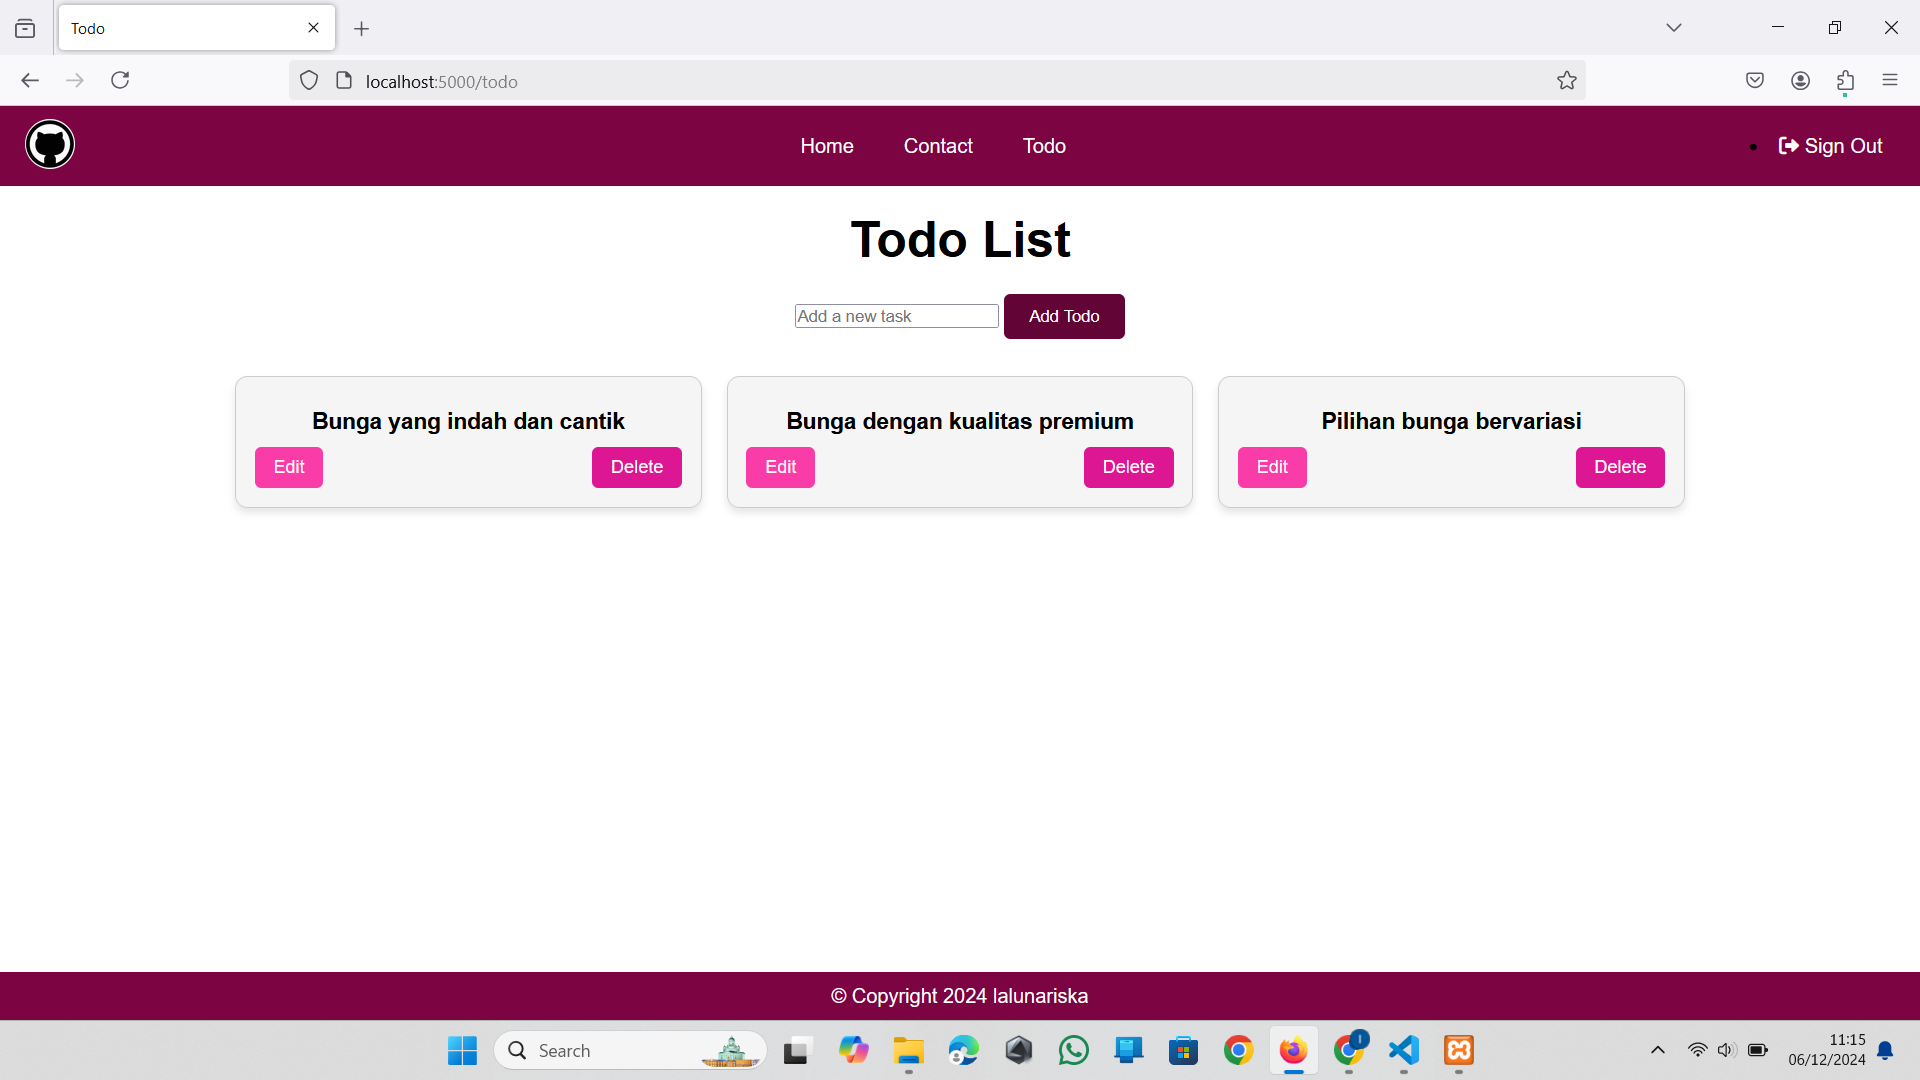 Todo
localhost:5000/todo
Home Contact Todo Sign Out
Todo List
Add a new task Add Todo
Bunga yang indah dan cantik
Edit Delete
Bunga dengan kualitas premium
Edit Delete
Pilihan bunga bervariasi
Edit Delete
© Copyright 2024 lalunariska
Search
11:15
06/12/2024